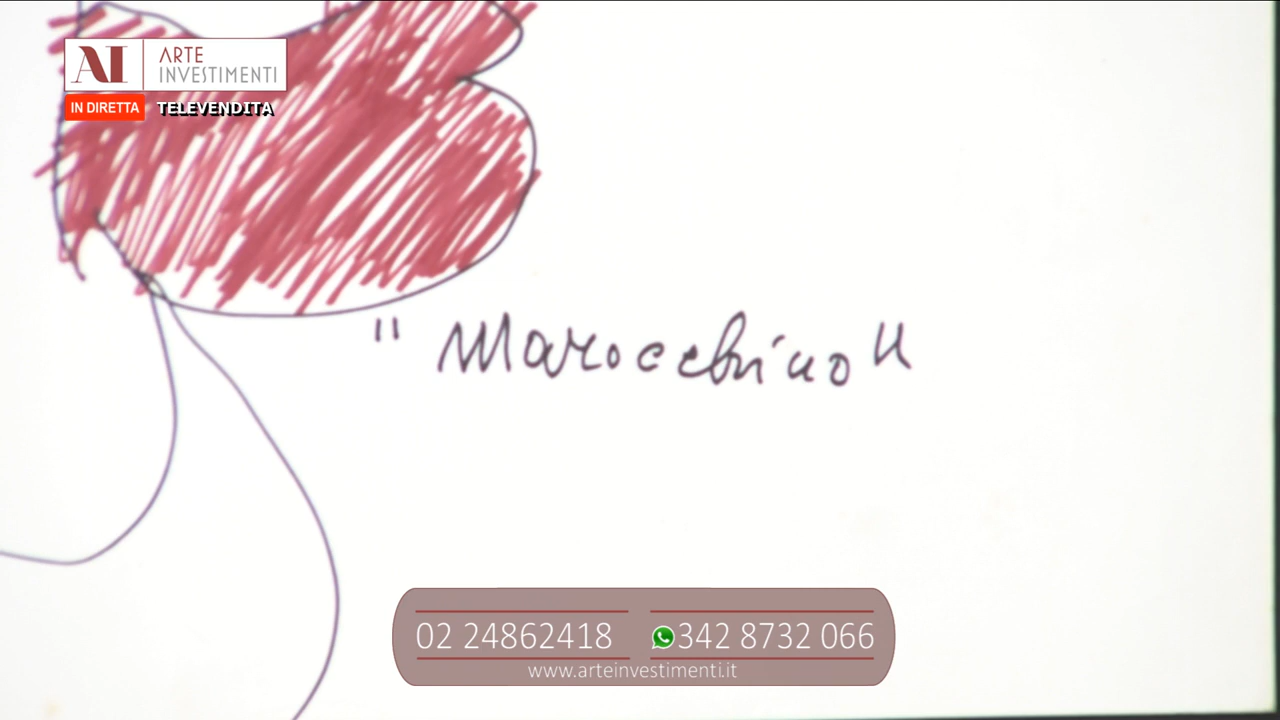 AI ARTE
INVESTIMENTI
IN DIRETTA TELEVENDITA
"Marocchino"
02 24862418 342 8732 066
www.arteinvestimenti.it